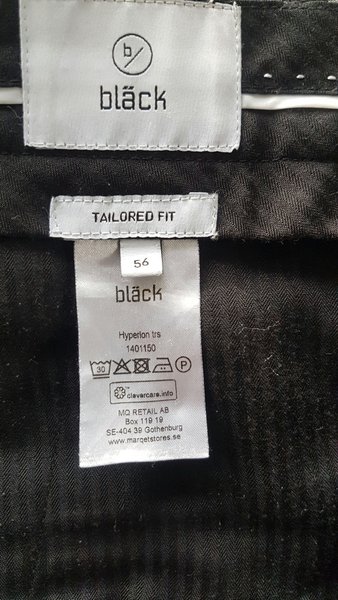 b/
bläck
TAILORED FIT
56
bläck
Hyperion trs
1401150
30 P
clevercare.info
MQ RETAIL AB
Box 119 19
SE-404 39 Gothenburg
www.marqetstores.se